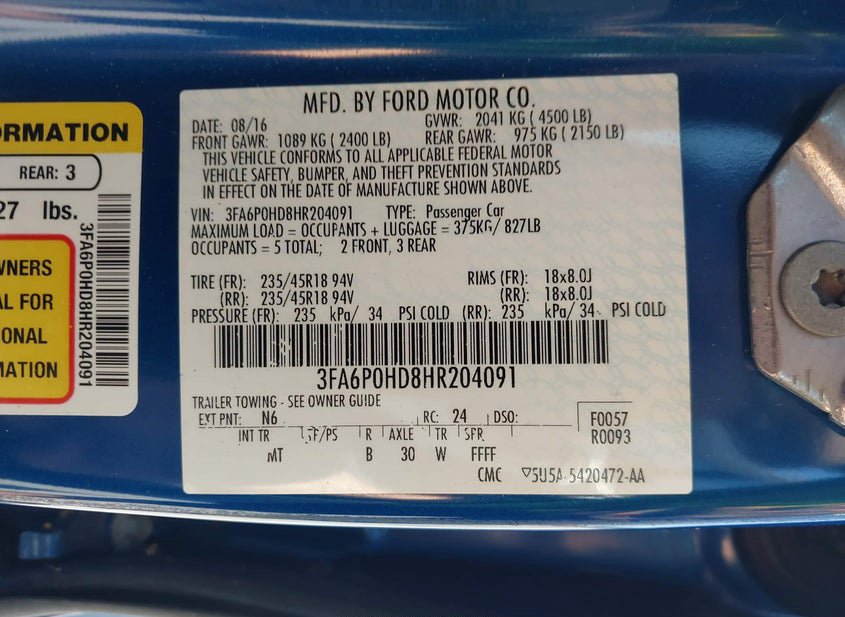 ORMATION
REAR: 3
27 lbs.
WNERS
AL FOR
ONAL
MATION
3FA6P0HD8HR204091
MFD. BY FORD MOTOR CO.
DATE: 08/16 GVWR: 2041 KG ( 4500 LB)
FRONT GAWR: 1089 KG ( 2400 LB) REAR GAWR: 975 KG ( 2150 LB)
THIS VEHICLE CONFORMS TO ALL APPLICABLE FEDERAL MOTOR
VEHICLE SAFETY, BUMPER, AND THEFT PREVENTION STANDARDS
IN EFFECT ON THE DATE OF MANUFACTURE SHOWN ABOVE.
VIN: 3FA6P0HD8HR204091 TYPE: Passenger Car
MAXIMUM LOAD = OCCUPANTS + LUGGAGE = 375KG/ 827LB
OCCUPANTS = 5 TOTAL; 2 FRONT, 3 REAR
TIRE (FR): 235/45R18 94V RIMS (FR): 18x8.0J
(RR): 235/45R18 94V (RR): 18x8.0J
PRESSURE (FR): 235 kPa/ 34 PSI COLD (RR): 235 kPa/ 34 PSI COLD
3FA6P0HD8HR204091
TRAILER TOWING - SEE OWNER GUIDE
EXT PNT: N6 RC: 24 DSO: F0057
R0093
INT TR TP/PS R AXLE TR SPR
MT B 30 W FFFF
CMC 5U5A-5420472-AA